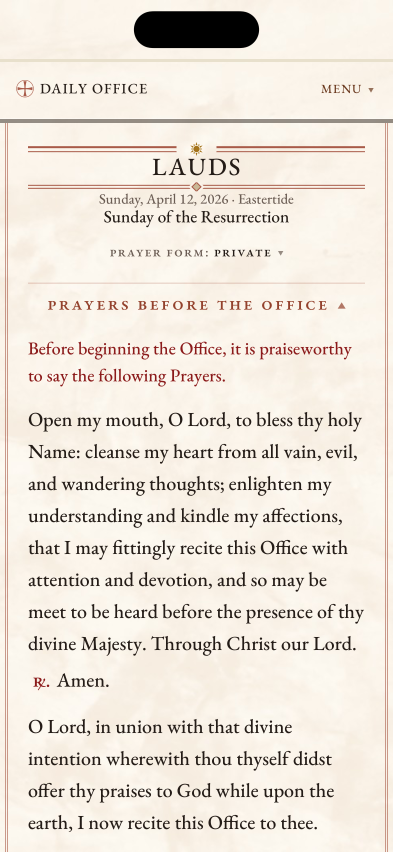 DAILY OFFICE
MENU ▼
LAUDS
Sunday, April 12, 2026 · Eastertide
Sunday of the Resurrection
PRAYER FORM: PRIVATE ▼
PRAYERS BEFORE THE OFFICE ▲
Before beginning the Office, it is praiseworthy
to say the following Prayers.
Open my mouth, O Lord, to bless thy holy
Name: cleanse my heart from all vain, evil,
and wandering thoughts; enlighten my
understanding and kindle my affections,
that I may fittingly recite this Office with
attention and devotion, and so may be
meet to be heard before the presence of thy
divine Majesty. Through Christ our Lord.
℟. Amen.
O Lord, in union with that divine
intention wherewith thou thyself didst
offer thy praises to God while upon the
earth, I now recite this Office to thee.